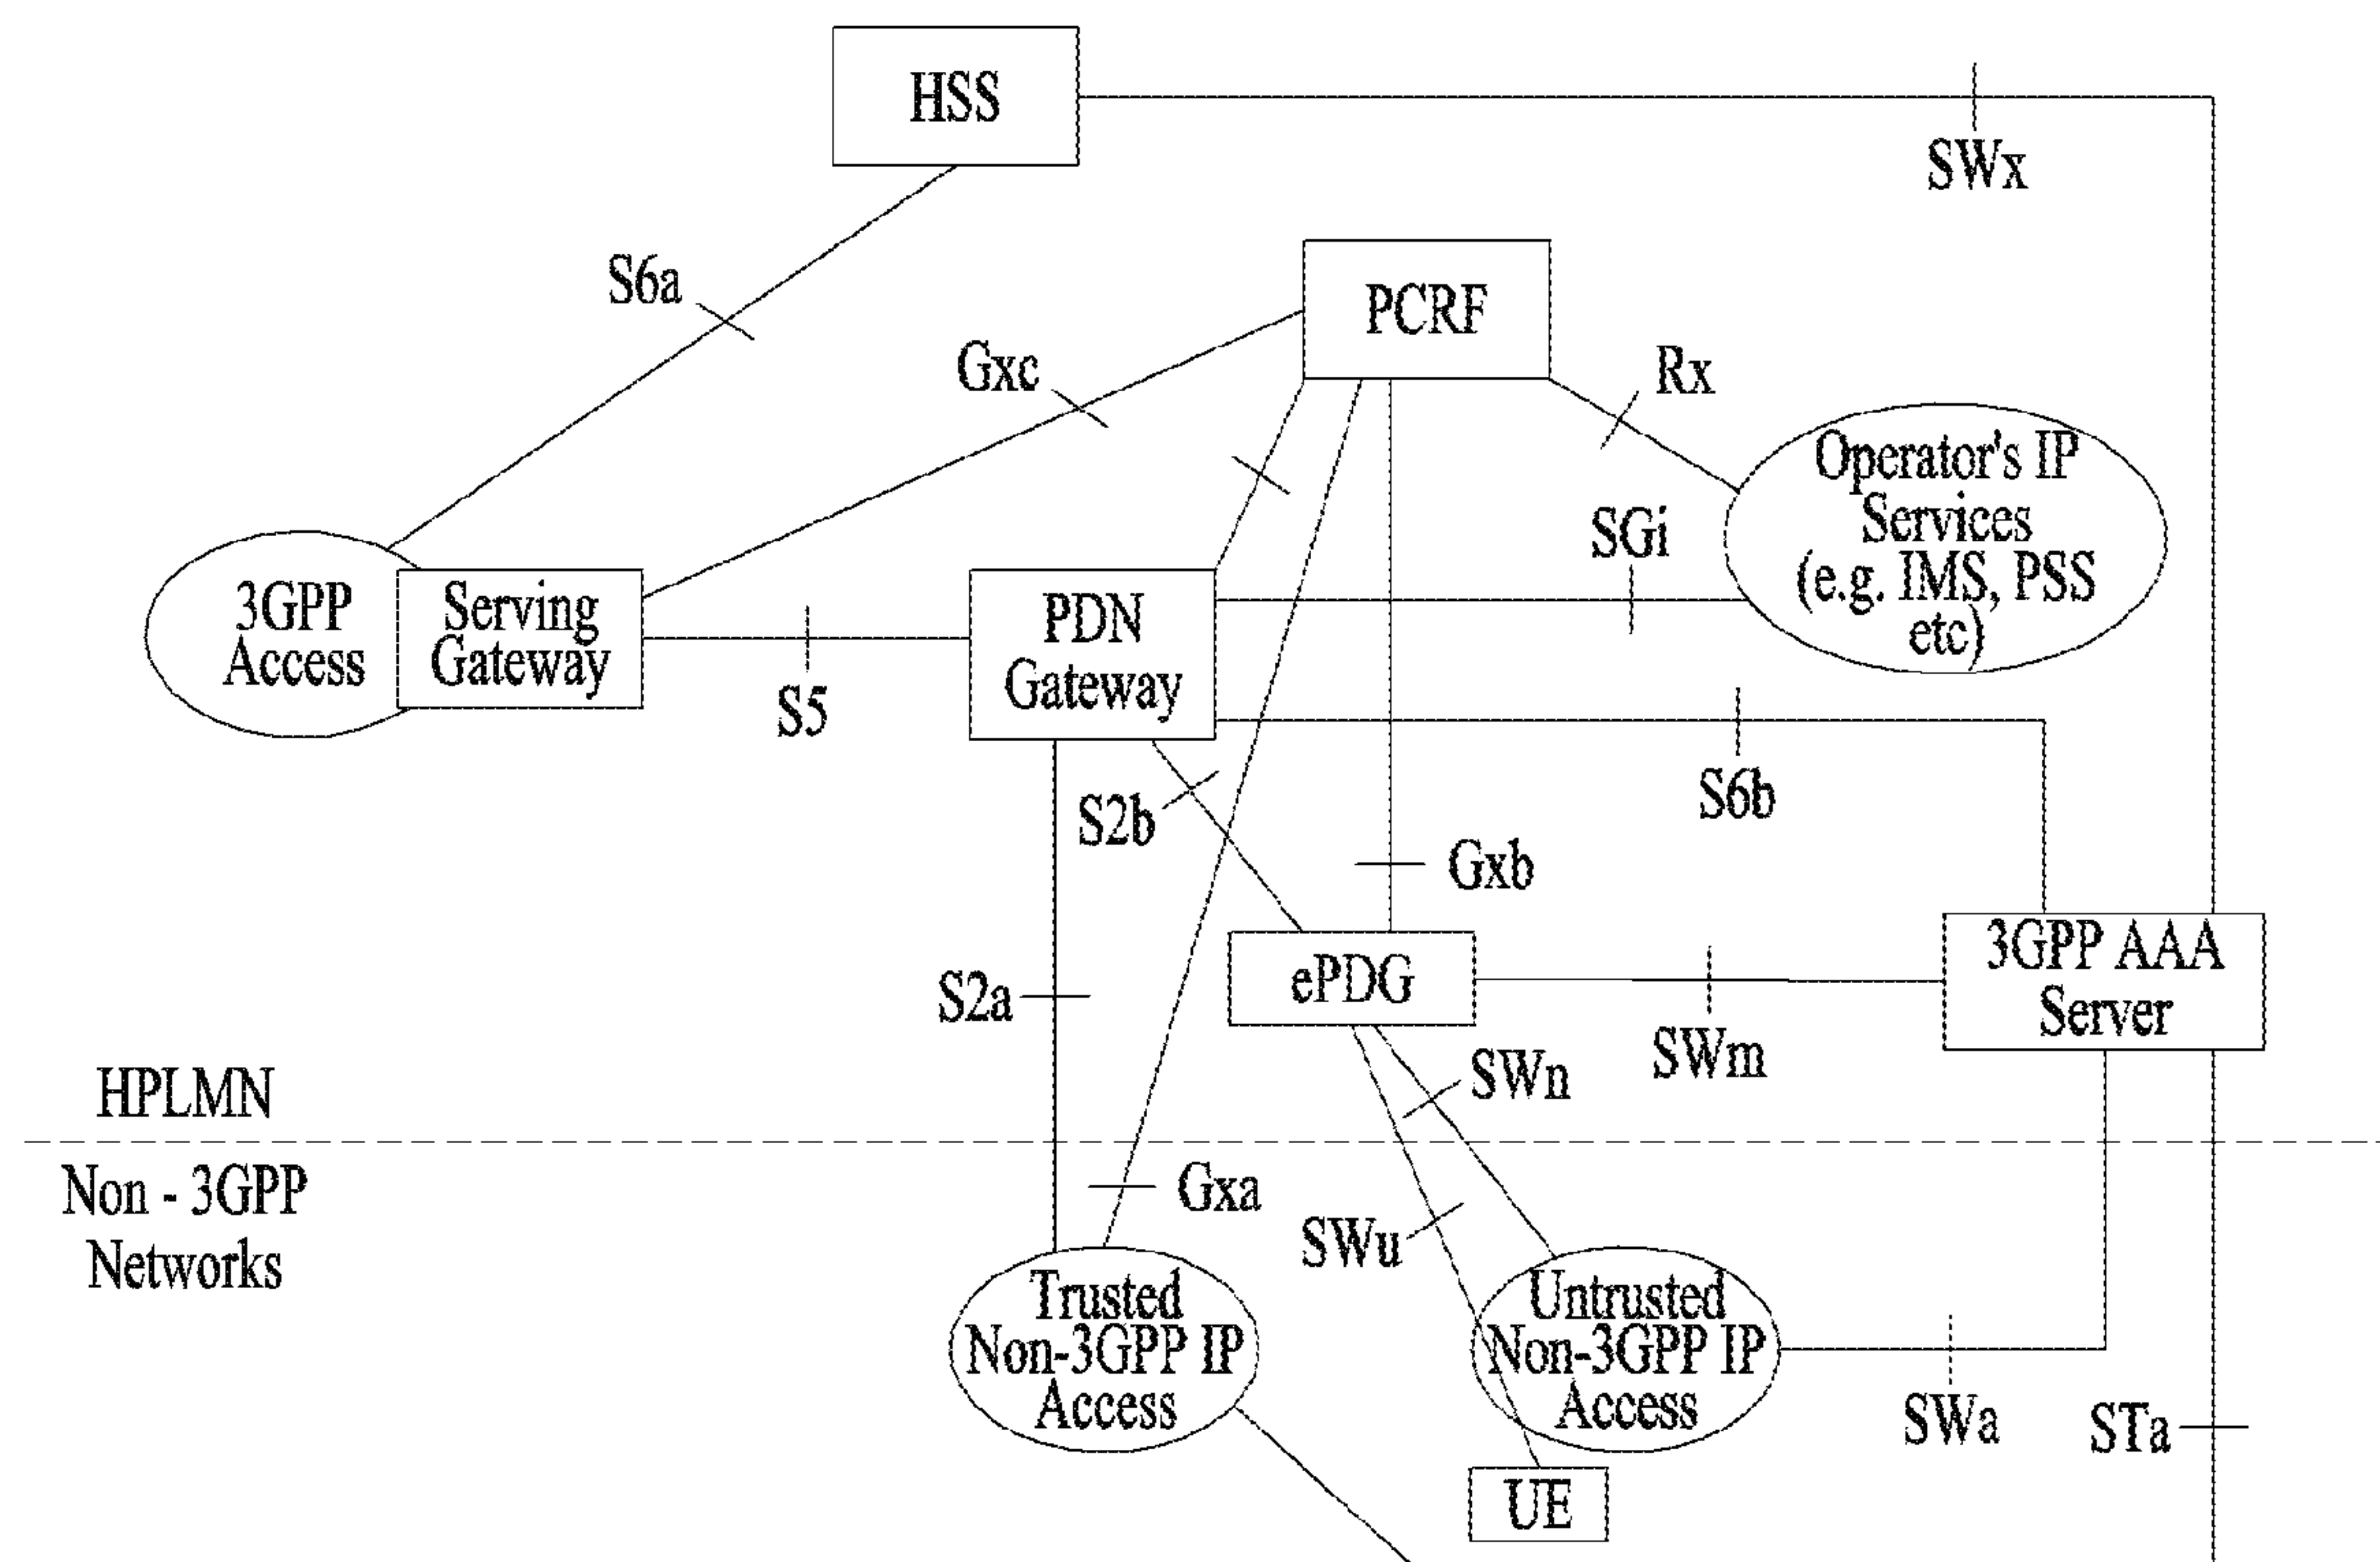 HSS
SWx
S6a
PCRF
Gxc
Rx
Operator's IP
Services
(e.g. IMS, PSS
etc)
SGi
3GPP
Access
Serving
Gateway
PDN
Gateway
S5
S2b
S6b
Gxb
3GPP AAA
Server
ePDG
S2a
SWn
SWm
HPLMN
Non - 3GPP
Networks
Gxa
SWu
Trusted
Non-3GPP IP
Access
Untrusted
Non-3GPP IP
Access
SWa
STa
UE